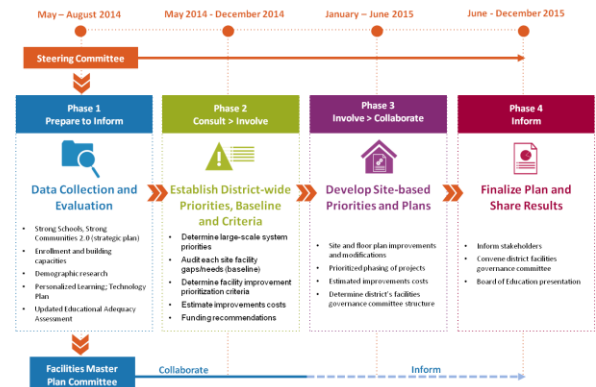 May – August 2014
May 2014 - December 2014
January – June 2015
June - December 2015
Steering Committee
Phase 1
Prepare to Inform
Phase 2
Consult > Involve
Phase 3
Involve > Collaborate
Phase 4
Inform
Data Collection and
Evaluation
• Strong Schools, Strong
Communities 2.0 (strategic plan)
• Enrollment and building
capacities
• Demographic research
• Personalized Learning; Technology
Plan
• Updated Educational Adequacy
Assessment
Establish District-wide
Priorities, Baseline
and Criteria
• Determine large-scale system
priorities
• Audit each site facility
gaps/needs (baseline)
• Determine facility improvement
prioritization criteria
• Estimate improvements costs
• Funding recommendations
Develop Site-based
Priorities and Plans
• Site and floor plan improvements
and modifications
• Prioritized phasing of projects
• Estimated improvements costs
• Determine district's facilities
governance committee structure
Finalize Plan and
Share Results
• Inform stakeholders
• Convene district facilities
governance committee
• Board of Education presentation
Facilities Master
Plan Committee
Collaborate
Inform